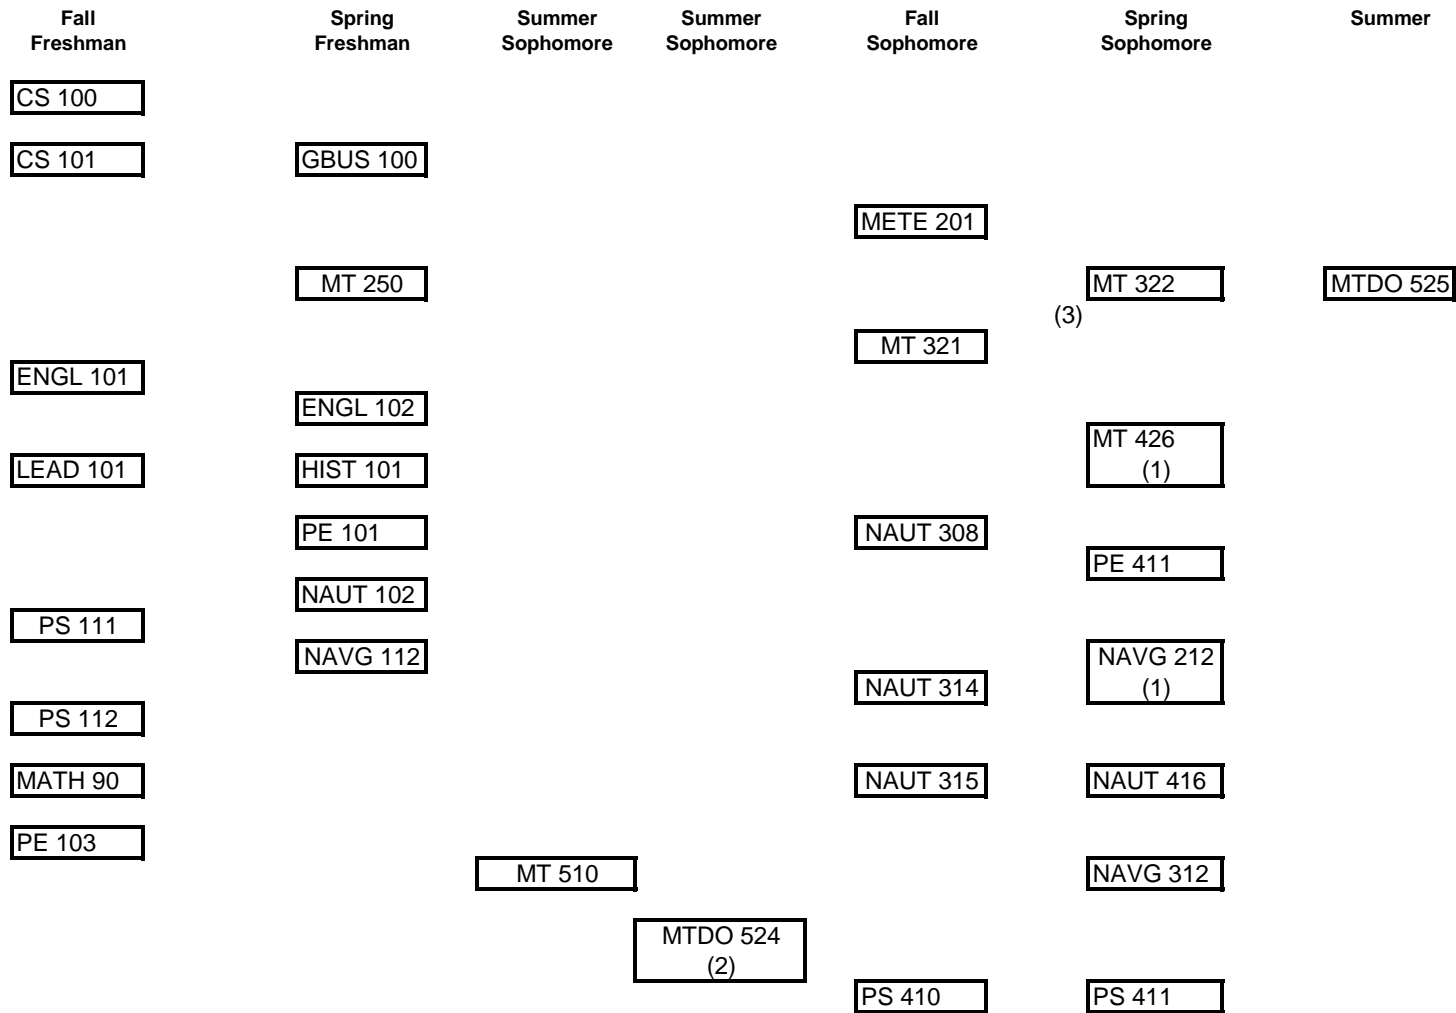 Fall Freshman
Spring Freshman
Summer Sophomore
Summer Sophomore
Fall Sophomore
Spring Sophomore
Summer
CS 100
CS 101
GBUS 100
METE 201
MT 250
MT 322
MTDO 525
(3)
MT 321
ENGL 101
ENGL 102
MT 426
(1)
LEAD 101
HIST 101
PE 101
NAUT 308
PE 411
NAUT 102
PS 111
NAVG 112
NAVG 212
(1)
NAUT 314
PS 112
MATH 90
NAUT 315
NAUT 416
PE 103
MT 510
NAVG 312
MTDO 524
(2)
PS 410
PS 411